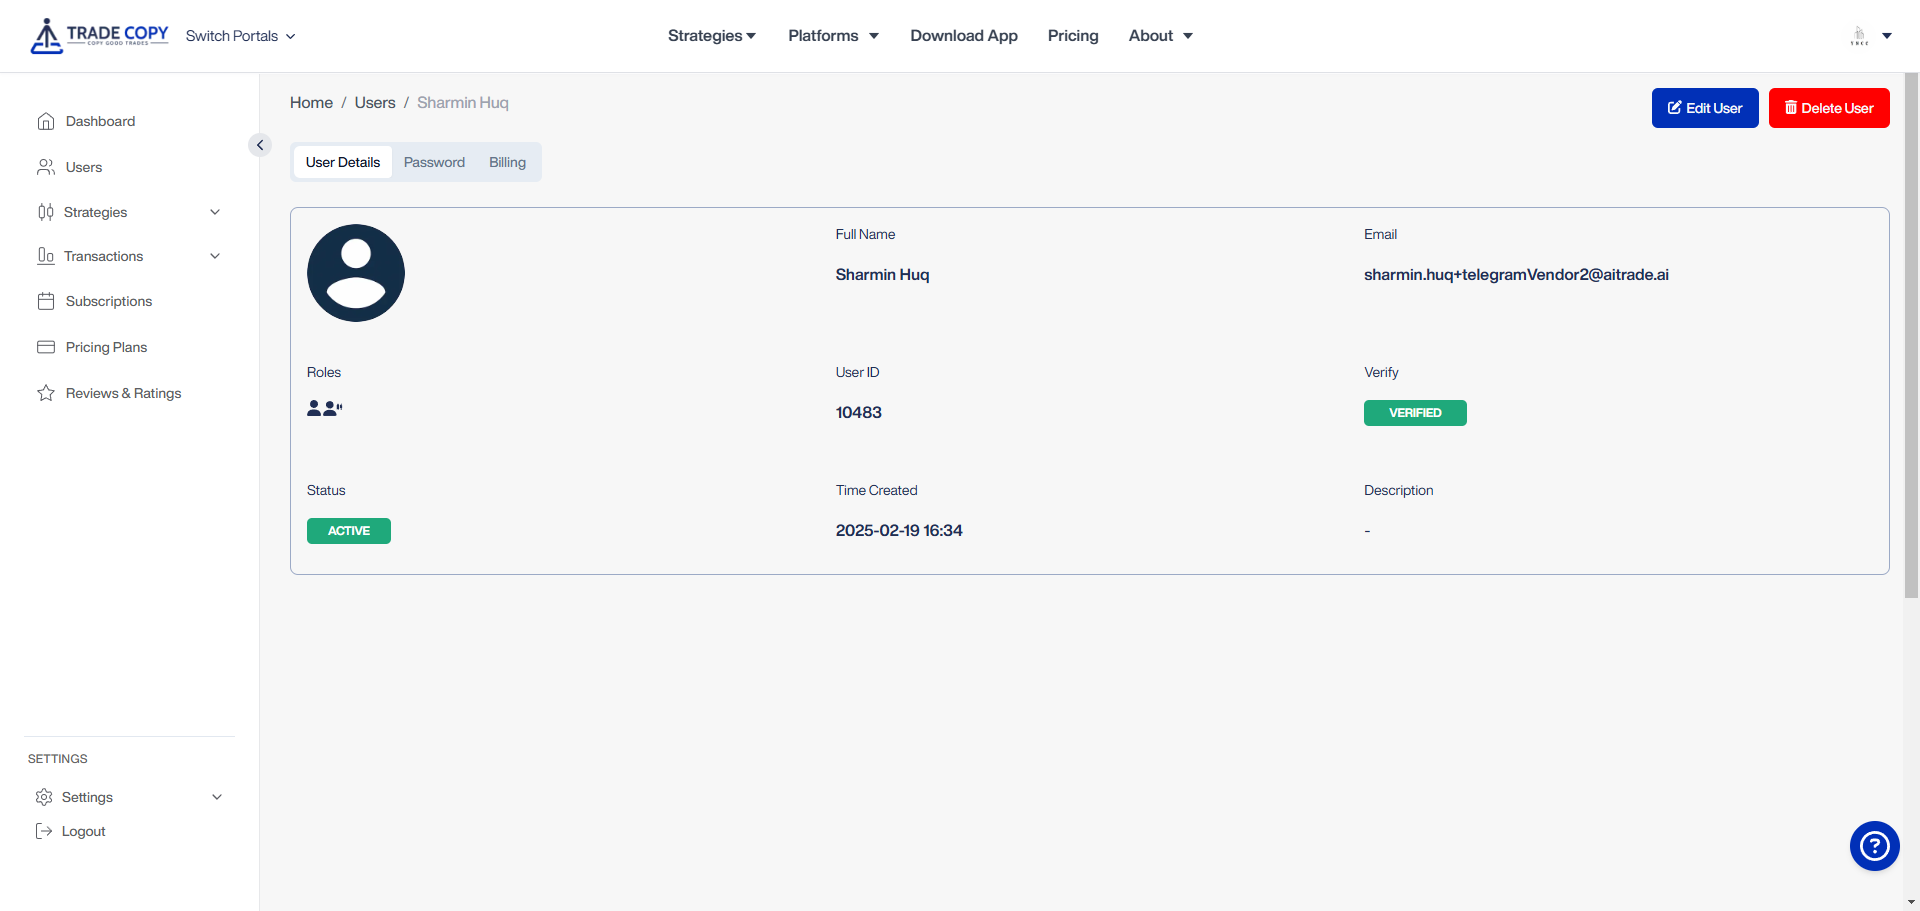 TRADE COPY
COPY GOOD TRADES
Switch Portals
Strategies
Platforms
Download App
Pricing
About
Home / Users / Sharmin Huq
Edit User
Delete User
Dashboard
Users
Strategies
Transactions
Subscriptions
Pricing Plans
Reviews & Ratings
User Details
Password
Billing
Full Name
Sharmin Huq
Email
sharmin.huq+telegramVendor2@aitrade.ai
Roles
User ID
10483
Verify
VERIFIED
Status
ACTIVE
Time Created
2025-02-19 16:34
Description
-
SETTINGS
Settings
Logout